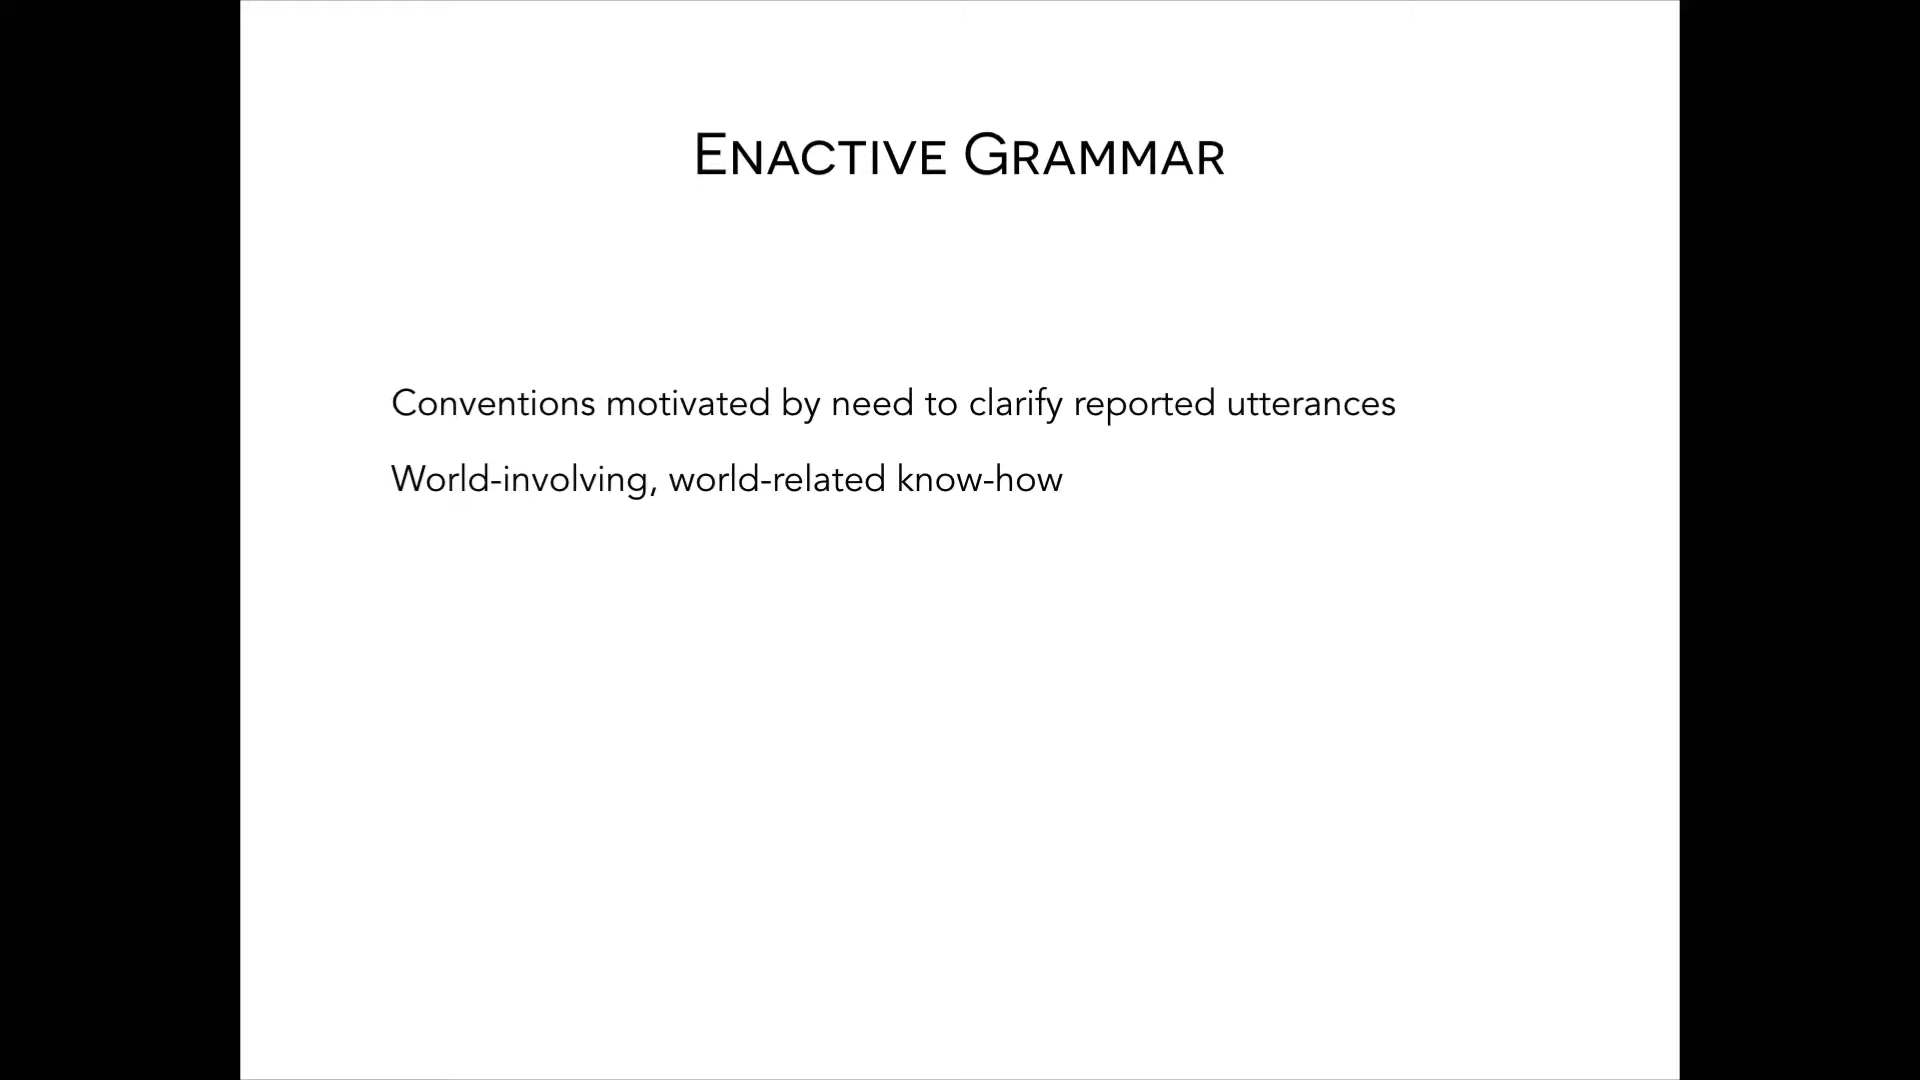 Enactive Grammar
Conventions motivated by need to clarify reported utterances
World-involving, world-related know-how